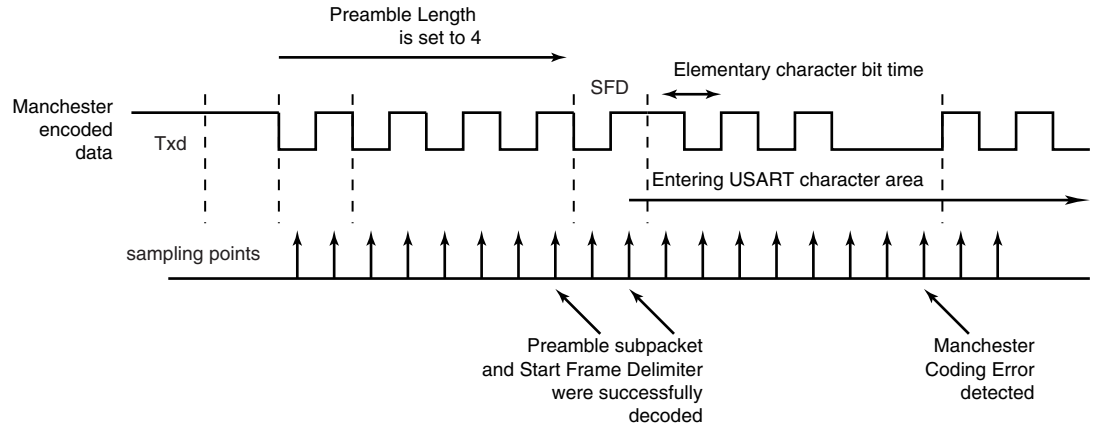 Preamble Length
is set to 4
SFD
Elementary character bit time
Manchester
encoded
data
Txd
Entering USART character area
sampling points
Preamble subpacket
and Start Frame Delimiter
were successfully
decoded
Manchester
Coding Error
detected